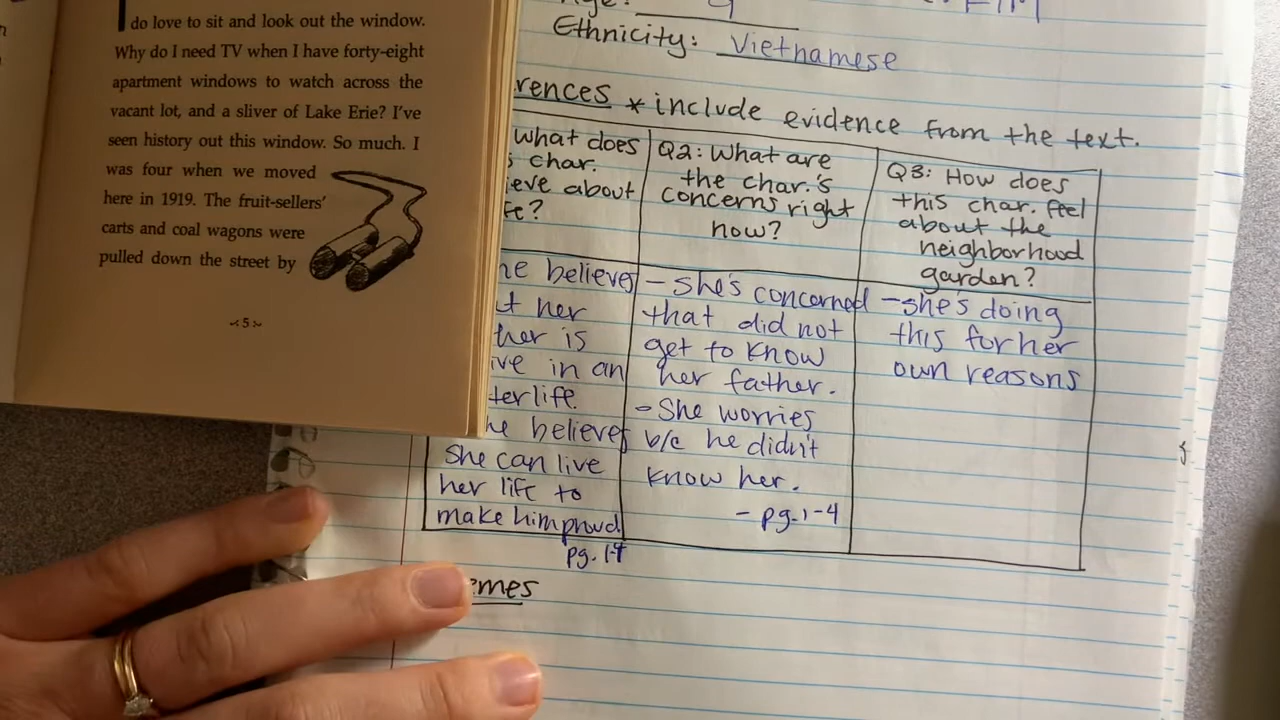 do love to sit and look out the window.
Why do I need TV when I have forty-eight
apartment windows to watch across the
vacant lot, and a sliver of Lake Erie? I've
seen history out this window. So much. I
was four when we moved
here in 1919. The fruit-sellers'
carts and coal wagons were
pulled down the street by
5
9
Ethnicity: Vietnamese
rences * include evidence from the text.
what does
char.
ieve about
fe?
Q2: What are
the char.'s
concerns right
now?
Q3: How does
this char. feel
about the
neighborhood
garden?
he believes
t her
her is
ive in an
terlife.
he believes
she can live
her life to
make him proud
pg. 1-4
- she's concerned
that did not
get to know
her father.
- She worries
b/c he didn't
know her.
- pg. 1-4
- she's doing
this for her
own reasons
emes